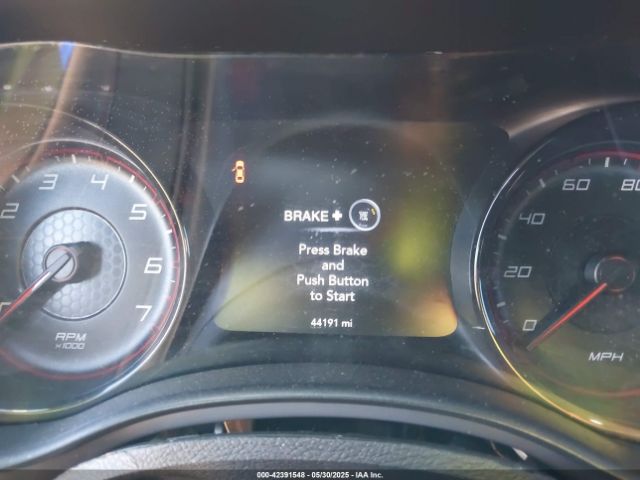 2 3 4 5
6
7
RPM
x1000
BRAKE +
Press Brake
and
Push Button
to Start
44191 mi
0 20 40 60 80
MPH
000-42391548 — 05/30/2025 — IAA Inc.